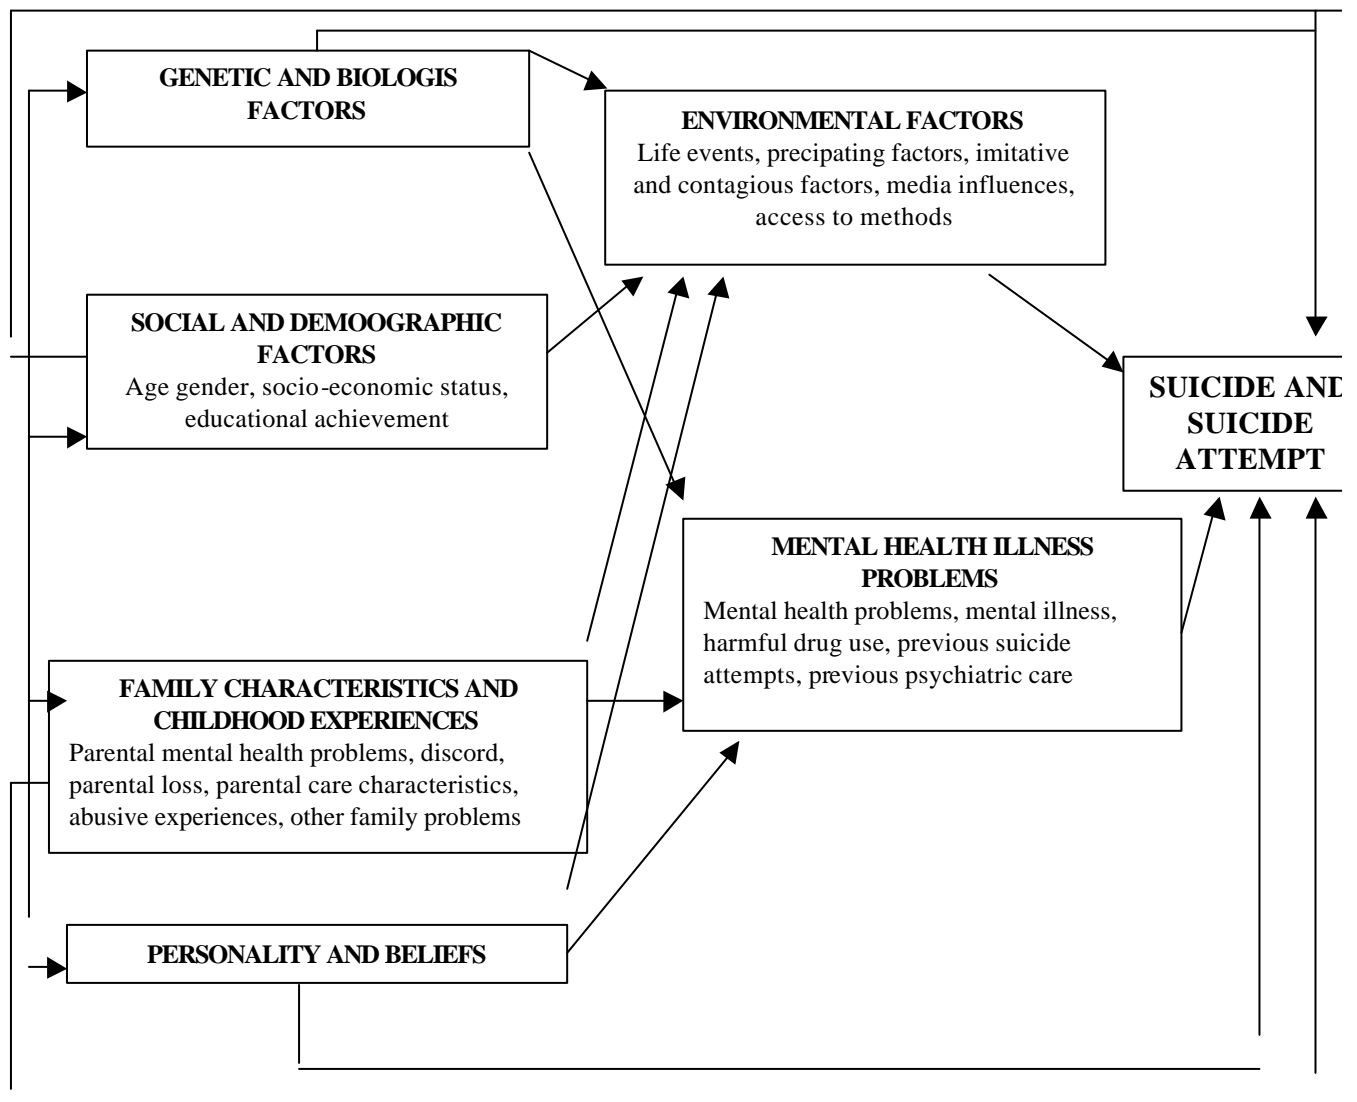 GENETIC AND BIOLOGIS
FACTORS
ENVIRONMENTAL FACTORS
Life events, precipating factors, imitative
and contagious factors, media influences,
access to methods
SOCIAL AND DEMOOGRAPHIC
FACTORS
Age gender, socio-economic status,
educational achievement
SUICIDE AND
SUICIDE
ATTEMPT
MENTAL HEALTH ILLNESS
PROBLEMS
Mental health problems, mental illness,
harmful drug use, previous suicide
attempts, previous psychiatric care
FAMILY CHARACTERISTICS AND
CHILDHOOD EXPERIENCES
Parental mental health problems, discord,
parental loss, parental care characteristics,
abusive experiences, other family problems
PERSONALITY AND BELIEFS